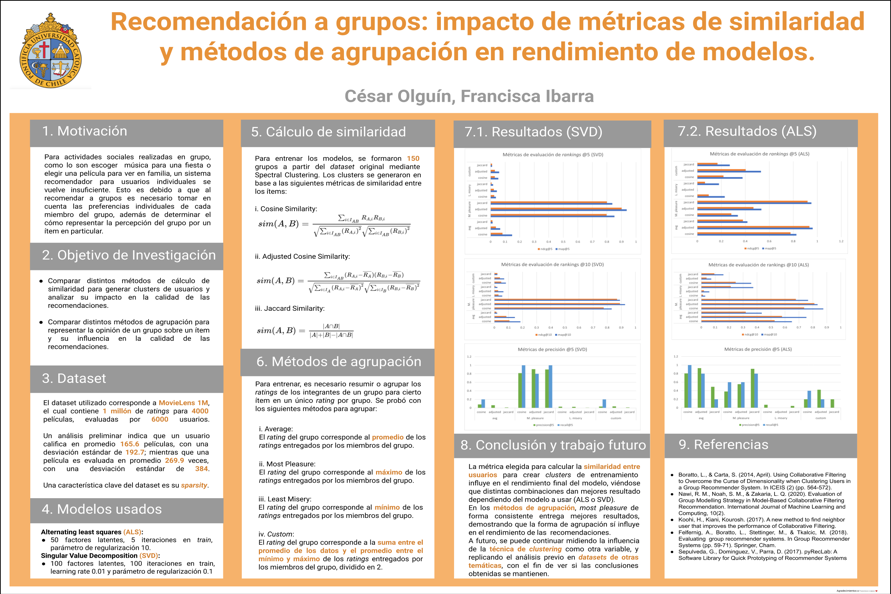 Recomendación a grupos: impacto de métricas de similaridad
y métodos de agrupación en rendimiento de modelos.
César Olguín, Francisca Ibarra
1. Motivación
Para actividades sociales realizadas en grupo,
como lo son escoger música para una fiesta o
elegir una película para ver en familia, un sistema
recomendador para usuarios individuales se
vuelve insuficiente. Esto es debido a que al
recomendar a grupos es necesario tomar en
cuenta las preferencias individuales de cada
miembro del grupo, además de determinar el
cómo representar la percepción del grupo por un
ítem en particular.
2. Objetivo de Investigación
● Comparar distintos métodos de cálculo de
similaridad para generar clusters de usuarios y
analizar su impacto en la calidad de las
recomendaciones.
● Comparar distintos métodos de agrupación para
representar la opinión de un grupo sobre un ítem
y su influencia en la calidad de las
recomendaciones.
3. Dataset
El dataset utilizado corresponde a MovieLens 1M,
el cual contiene 1 millón de ratings para 4000
películas, evaluadas por 6000 usuarios.
Un análisis preliminar indica que un usuario
califica en promedio 165.6 películas, con una
desviación estándar de 192.7; mientras que una
película es evaluada en promedio 269.9 veces,
con una desviación estándar de 384.
Una característica clave del dataset es su sparsity.
4. Modelos usados
Alternating least squares (ALS):
● 50 factores latentes, 5 iteraciones en train,
parámetro de regularización 10.
Singular Value Decomposition (SVD):
● 100 factores latentes, 100 iteraciones en train,
learning rate 0.01 y parámetro de regularizació 0.1
5. Cálculo de similaridad
Para entrenar los modelos, se formaron 150
grupos a partir del dataset original mediante
Spectral Clustering. Los clusters se generaron en
base a las siguientes métricas de similaridad entre
los ítems:
i. Cosine Similarity:
sim(A, B) = ∑i∈I_AB R_A,i R_B,i / √∑i∈I_AB (R_A,i)² √∑i∈I_AB (R_B,i)²
ii. Adjusted Cosine Similarity:
sim(A, B) = ∑i∈I_AB (R_A,i − R̅_A)(R_B,i − R̅_B) / √∑i∈I_A (R_A,i − R̅_A)² √∑i∈I_B (R_B,i − R̅_B)²
iii. Jaccard Similarity:
sim(A, B) = |A∩B| / |A|+|B|−|A∩B|
6. Métodos de agrupación
Para entrenar, es necesario resumir o agrupar los
ratings de los integrantes de un grupo para cierto
ítem en un único rating por grupo. Se probó con
los siguientes métodos para agrupar:
i. Average:
El rating del grupo corresponde al promedio de los
ratings entregados por los miembros del grupo.
ii. Most Pleasure:
El rating del grupo corresponde al máximo de los
ratings entregados por los miembros del grupo.
iii. Least Misery:
El rating del grupo corresponde al mínimo de los
ratings entregados por los miembros del grupo.
iv. Custom:
El rating del grupo corresponde a la suma entre el
promedio de los datos y el promedio entre el
mínimo y máximo de los ratings entregados por
los miembros del grupo, dividido en 2.
7.1. Resultados (SVD)
Métricas de evaluación de rankings @5 (SVD)
Métricas de evaluación de rankings @10 (SVD)
Métricas de precisión @5 (SVD)
8. Conclusión y trabajo futuro
La métrica elegida para calcular la similaridad entre
usuarios para crear clusters de entrenamiento
influye en el rendimiento final del modelo, viéndose
que distintas combinaciones dan mejores resultado
dependiendo del modelo a usar (ALS o SVD).
En los métodos de agrupación, most pleasure de
forma consistente entrega mejores resultados,
demostrando que la forma de agrupación sí influye
en el rendimiento de las recomendaciones.
A futuro, se puede continuar midiendo la influencia
de la técnica de clustering como otra variable, y
replicando el análisis previo en datasets de otras
temáticas, con el fin de ver si las conclusiones
obtenidas se mantienen.
7.2. Resultados (ALS)
Métricas de evaluación de rankings @5 (ALS)
Métricas de evaluación de rankings @10 (ALS)
Métricas de precisión @5 (ALS)
9. Referencias
● Boratto, L., & Carta, S. (2014, April). Using Collaborative Filtering
to Overcome the Curse of Dimensionality when Clustering Users in
a Group Recommender System. In ICEIS (2) (pp. 564-572).
● Nawi, R. M., Noah, S. M., & Zakaria, L. Q. (2020). Evaluation of
Group Modelling Strategy in Model-Based Collaborative Filtering
Recommendation. International Journal of Machine Learning and
Computing, 10(2).
● Koohi, H., Kiani, Kourosh. (2017). A new method to find neighbor
user that improves the performance of Collaborative Filtering.
● Felfernig, A., Boratto, L., Stettinger, M., & Tkalcic, M. (2018).
Evaluating group recommender systems. In Group Recommender
Systems (pp. 59-71). Springer, Cham.
● Sepulveda, G., Dominguez, V., Parra, D. (2017). pyRecLab: A
Software Library for Quick Prototyping of Recommender Systems